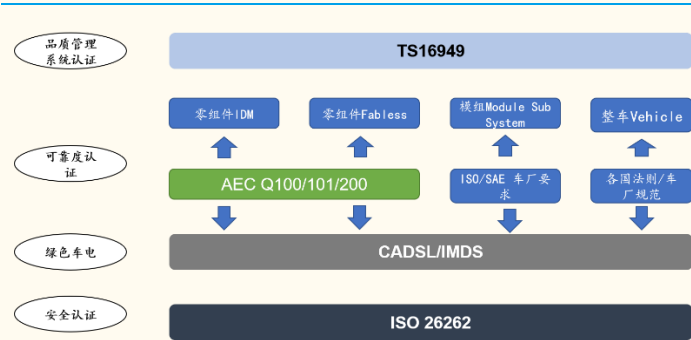 品质管理
系统认证
TS16949
零组件IDM
零组件Fabless
模组Module Sub
System
整车Vehicle
可靠度认
证
AEC Q100/101/200
ISO/SAE 车厂要
求
各国法则/车
厂规范
绿色车电
CADSL/IMDS
安全认证
ISO 26262